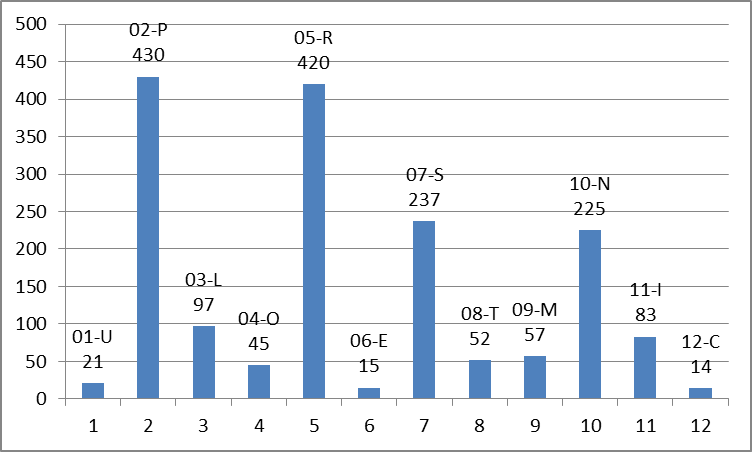 500
450
400
350
300
250
200
150
100
50
0
01-U
21
02-P
430
03-L
97
04-O
45
05-R
420
06-E
15
07-S
237
08-T
52
09-M
57
10-N
225
11-I
83
12-C
14
1 2 3 4 5 6 7 8 9 10 11 12